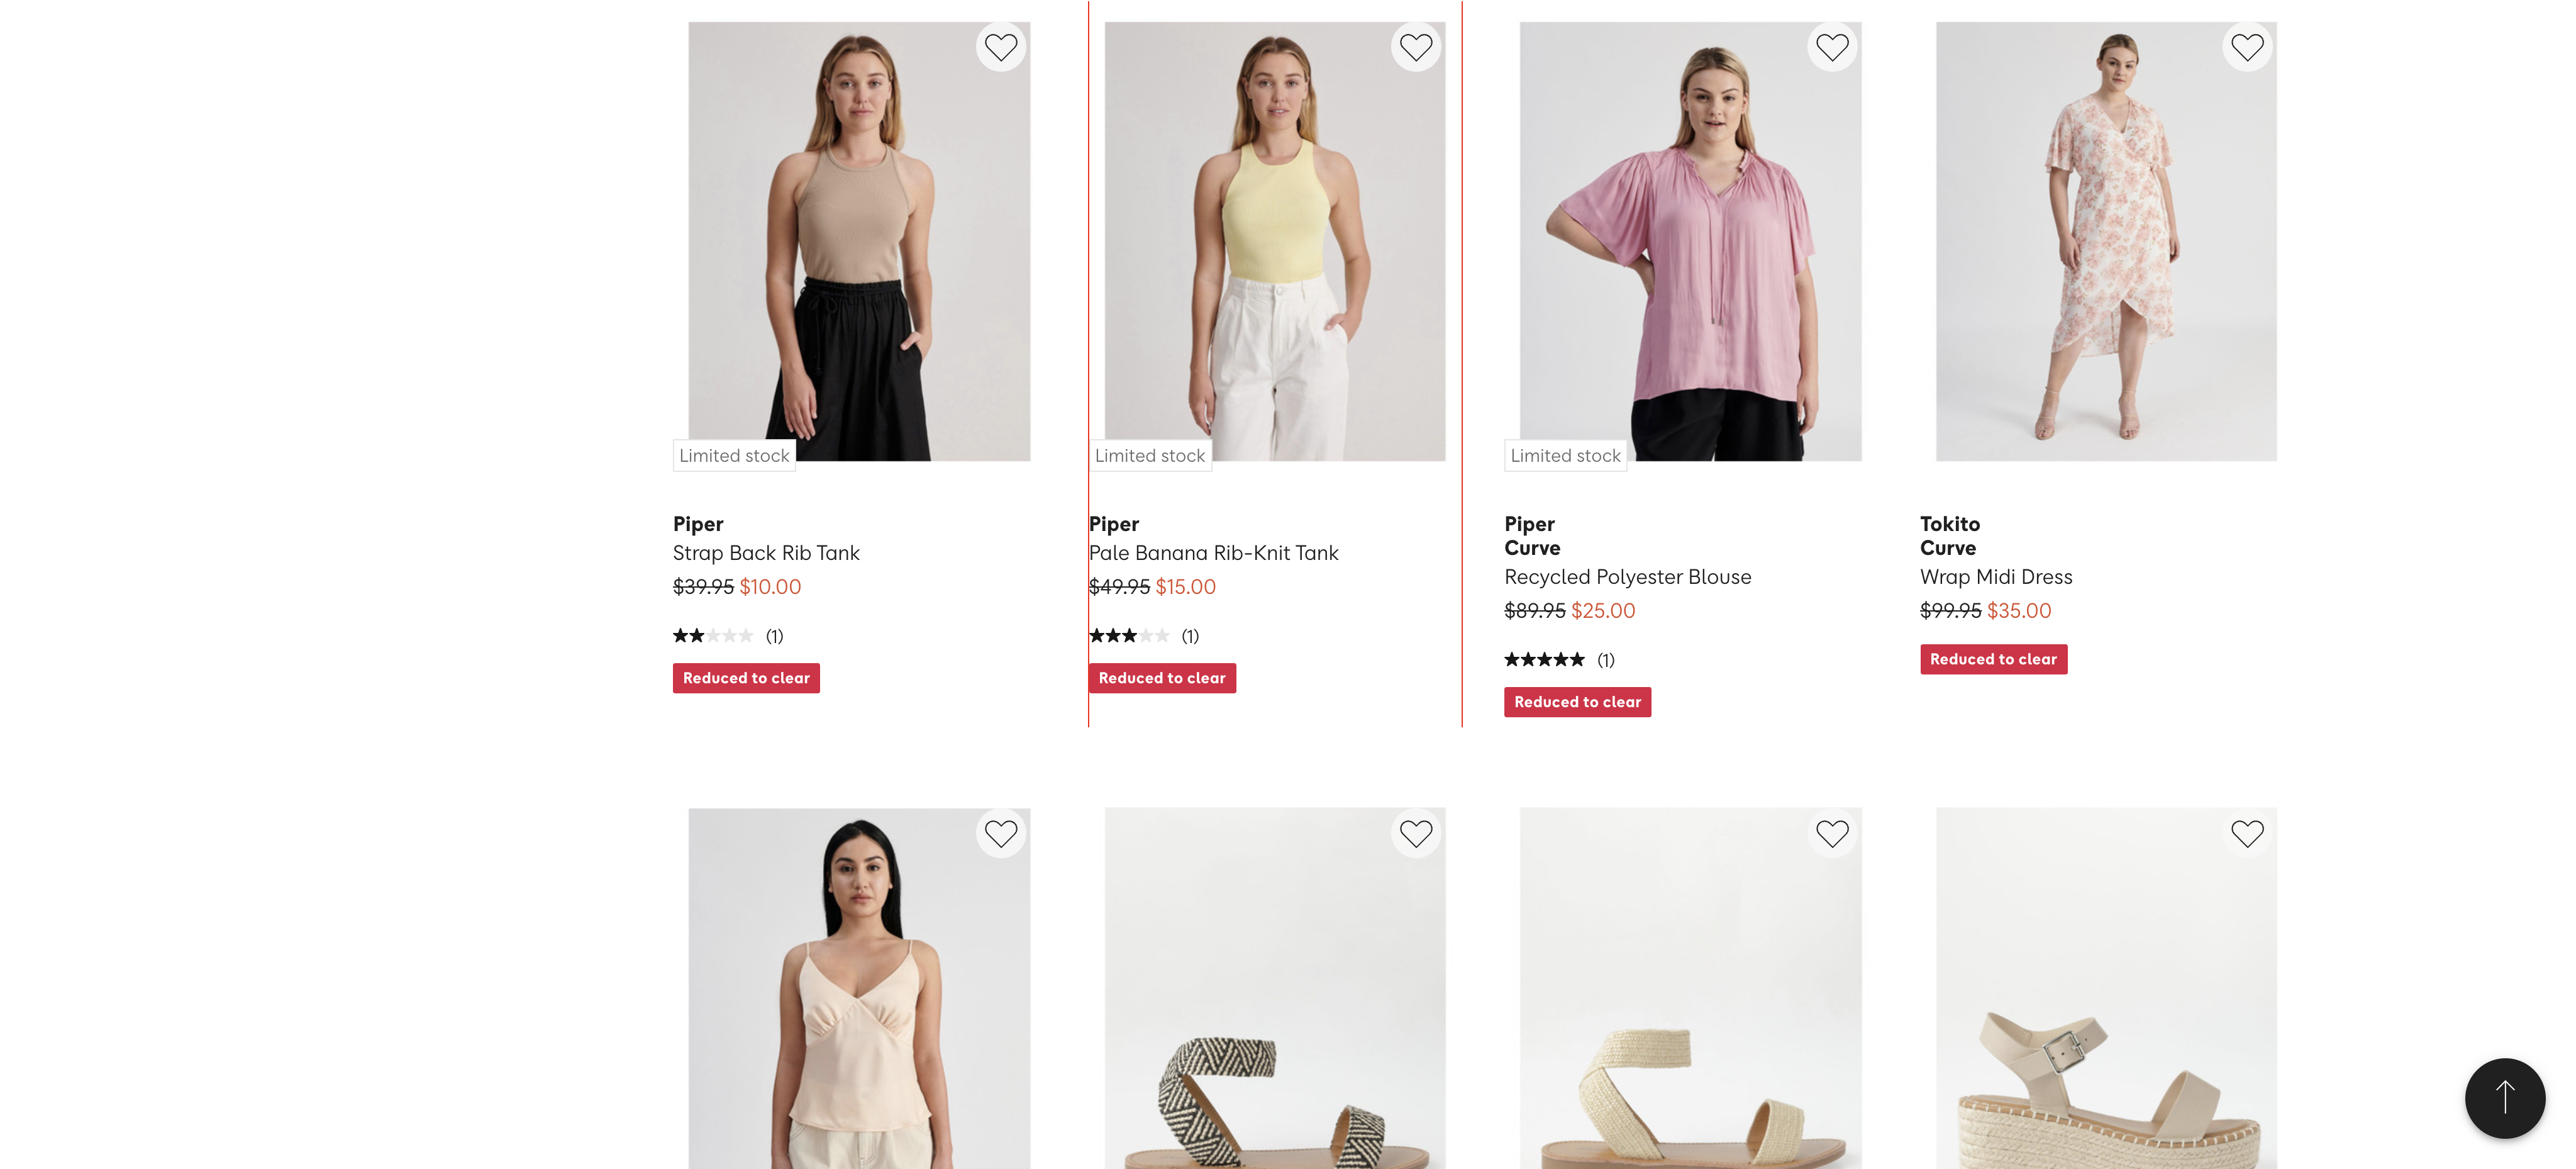 Limited stock
Piper
Strap Back Rib Tank
$39.95 $10.00
(1)
Reduced to clear
Limited stock
Piper
Pale Banana Rib-Knit Tank
$49.95 $15.00
(1)
Reduced to clear
Limited stock
Piper
Curve
Recycled Polyester Blouse
$89.95 $25.00
(1)
Reduced to clear
Tokito
Curve
Wrap Midi Dress
$99.95 $35.00
Reduced to clear